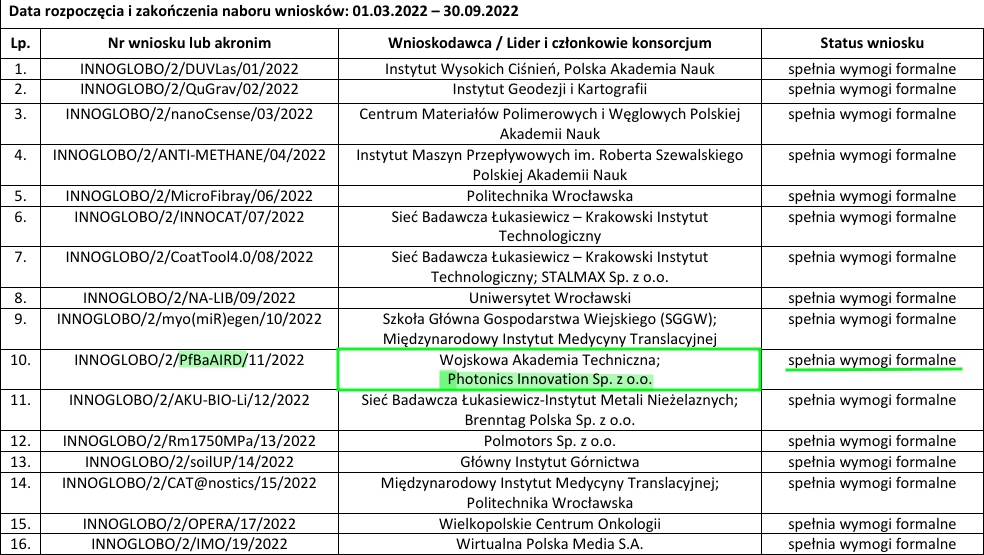 Data rozpoczęcia i zakończenia naboru wniosków: 01.03.2022 – 30.09.2022
Lp. Nr wniosku lub akronim Wnioskodawca / Lider i członkowie konsorcjum Status wniosku
1. INNOGLOBO/2/DUVLas/01/2022 Instytut Wysokich Ciśnień, Polska Akademia Nauk spełnia wymogi formalne
2. INNOGLOBO/2/QuGrav/02/2022 Instytut Geodezji i Kartografii spełnia wymogi formalne
3. INNOGLOBO/2/nanoCsense/03/2022 Centrum Materiałów Polimerowych i Węglowych Polskiej spełnia wymogi formalne
Akademii Nauk
4. INNOGLOBO/2/ANTI-METHANE/04/2022 Instytut Maszyn Przepływowych im. Roberta Szewalskiego spełnia wymogi formalne
Polskiej Akademii Nauk
5. INNOGLOBO/2/MicroFibray/06/2022 Politechnika Wrocławska spełnia wymogi formalne
6. INNOGLOBO/2/INNOCAT/07/2022 Sieć Badawcza Łukasiewicz – Krakowski Instytut spełnia wymogi formalne
Technologiczny
7. INNOGLOBO/2/CoatTool4.0/08/2022 Sieć Badawcza Łukasiewicz – Krakowski Instytut spełnia wymogi formalne
Technologiczny; STALMAX Sp. z o.o.
8. INNOGLOBO/2/NA-LIB/09/2022 Uniwersytet Wrocławski spełnia wymogi formalne
9. INNOGLOBO/2/myo(miR)egen/10/2022 Szkoła Główna Gospodarstwa Wiejskiego (SGGW); spełnia wymogi formalne
Międzynarodowy Instytut Medycyny Translacyjnej
10. INNOGLOBO/2/PfBaAIRD/11/2022 Wojskowa Akademia Techniczna; spełnia wymogi formalne
Photonics Innovation Sp. z o.o.
11. INNOGLOBO/2/AKU-BIO-Li/12/2022 Sieć Badawcza Łukasiewicz-Instytut Metali Nieżelaznych; spełnia wymogi formalne
Brenntag Polska Sp. z o.o.
12. INNOGLOBO/2/Rm1750MPa/13/2022 Polmotors Sp. z o.o. spełnia wymogi formalne
13. INNOGLOBO/2/soilUP/14/2022 Główny Instytut Górnictwa spełnia wymogi formalne
14. INNOGLOBO/2/CAT@nostics/15/2022 Międzynarodowy Instytut Medycyny Translacyjnej; spełnia wymogi formalne
Politechnika Wrocławska
15. INNOGLOBO/2/OPERA/17/2022 Wielkopolskie Centrum Onkologii spełnia wymogi formalne
16. INNOGLOBO/2/IMO/19/2022 Wirtualna Polska Media S.A. spełnia wymogi formalne